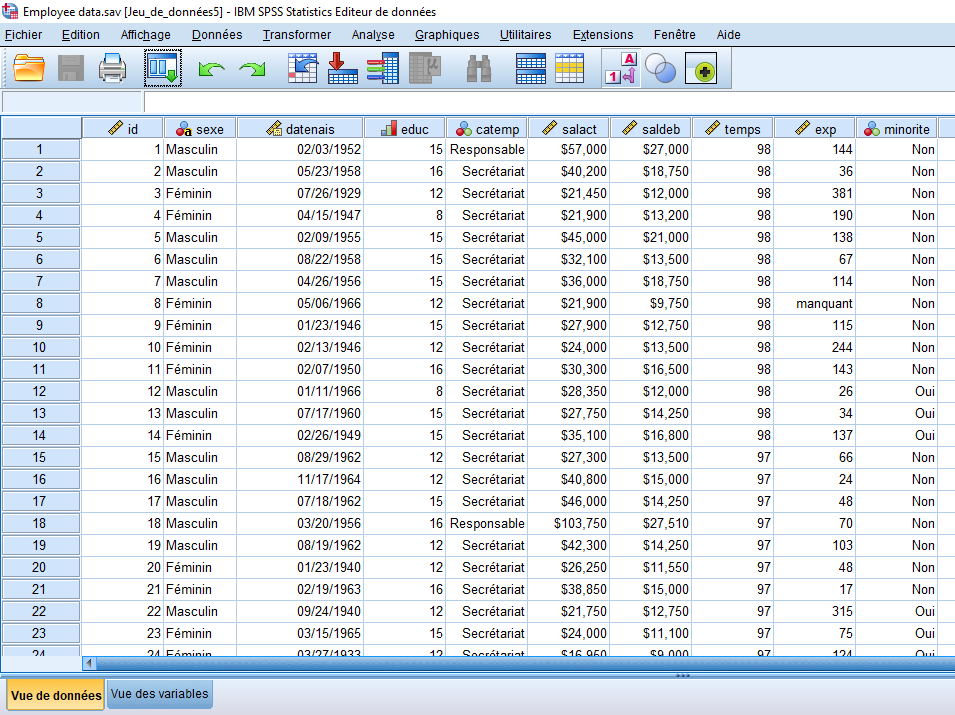 Employee data.sav [Jeu_de_données5] - IBM SPSS Statistics Editeur de données
Fichier Edition Affichage Données Transformer Analyse Graphiques Utilitaires Extensions Fenêtre Aide
id sexe datenais educ catemp salact saldeb temps exp minorite
1 1 Masculin 02/03/1952 15 Responsable $57,000 $27,000 98 144 Non
2 2 Masculin 05/23/1958 16 Secrétariat $40,200 $18,750 98 36 Non
3 3 Féminin 07/26/1929 12 Secrétariat $21,450 $12,000 98 381 Non
4 4 Féminin 04/15/1947 8 Secrétariat $21,900 $13,200 98 190 Non
5 5 Masculin 02/09/1955 15 Secrétariat $45,000 $21,000 98 138 Non
6 6 Masculin 08/22/1958 15 Secrétariat $32,100 $13,500 98 67 Non
7 7 Masculin 04/26/1956 15 Secrétariat $36,000 $18,750 98 114 Non
8 8 Féminin 05/06/1966 12 Secrétariat $21,900 $9,750 98 manquant Non
9 9 Féminin 01/23/1946 15 Secrétariat $27,900 $12,750 98 115 Non
10 10 Féminin 02/13/1946 12 Secrétariat $24,000 $13,500 98 244 Non
11 11 Féminin 02/07/1950 16 Secrétariat $30,300 $16,500 98 143 Non
12 12 Masculin 01/11/1966 8 Secrétariat $28,350 $12,000 98 26 Oui
13 13 Masculin 07/17/1960 15 Secrétariat $27,750 $14,250 98 34 Oui
14 14 Féminin 02/26/1949 15 Secrétariat $35,100 $16,800 98 137 Oui
15 15 Masculin 08/29/1962 12 Secrétariat $27,300 $13,500 97 66 Non
16 16 Masculin 11/17/1964 12 Secrétariat $40,800 $15,000 97 24 Non
17 17 Masculin 07/18/1962 15 Secrétariat $46,000 $14,250 97 48 Non
18 18 Masculin 03/20/1956 16 Responsable $103,750 $27,510 97 70 Non
19 19 Masculin 08/19/1962 12 Secrétariat $42,300 $14,250 97 103 Non
20 20 Féminin 01/23/1940 12 Secrétariat $26,250 $11,550 97 48 Non
21 21 Féminin 02/19/1963 16 Secrétariat $38,850 $15,000 97 17 Non
22 22 Masculin 09/24/1940 12 Secrétariat $21,750 $12,750 97 315 Oui
23 23 Féminin 03/15/1965 15 Secrétariat $24,000 $11,100 97 75 Oui
24 24 Féminin 03/27/1933 12 Secrétariat $16,950 $9,000 97 124 Oui
Vue de données Vue des variables